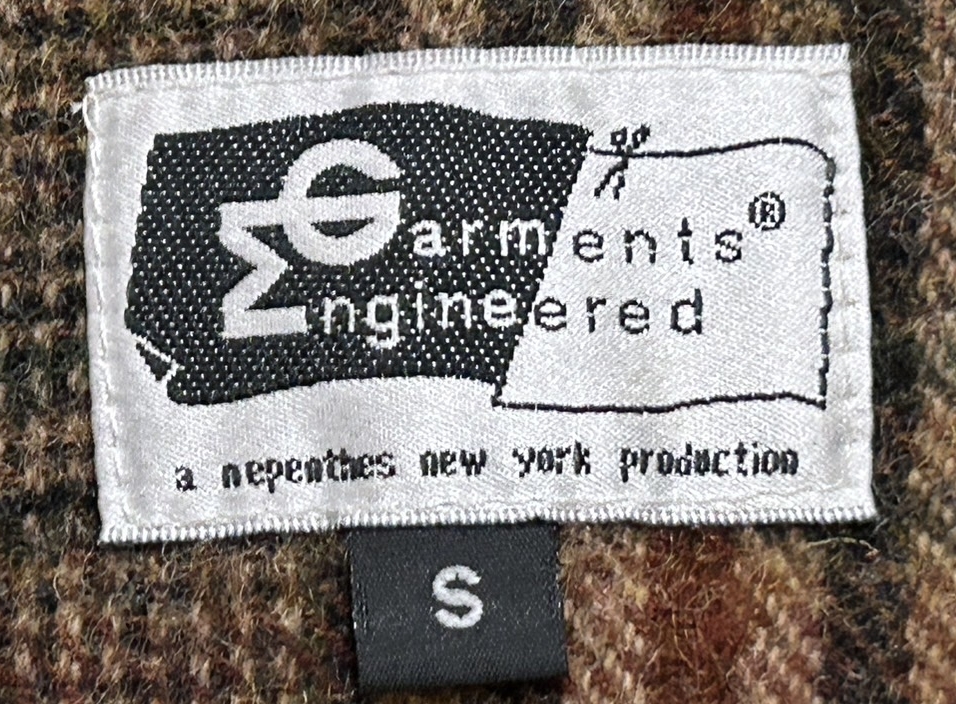 Garments®
Engineered
a nepenthes new york production
S